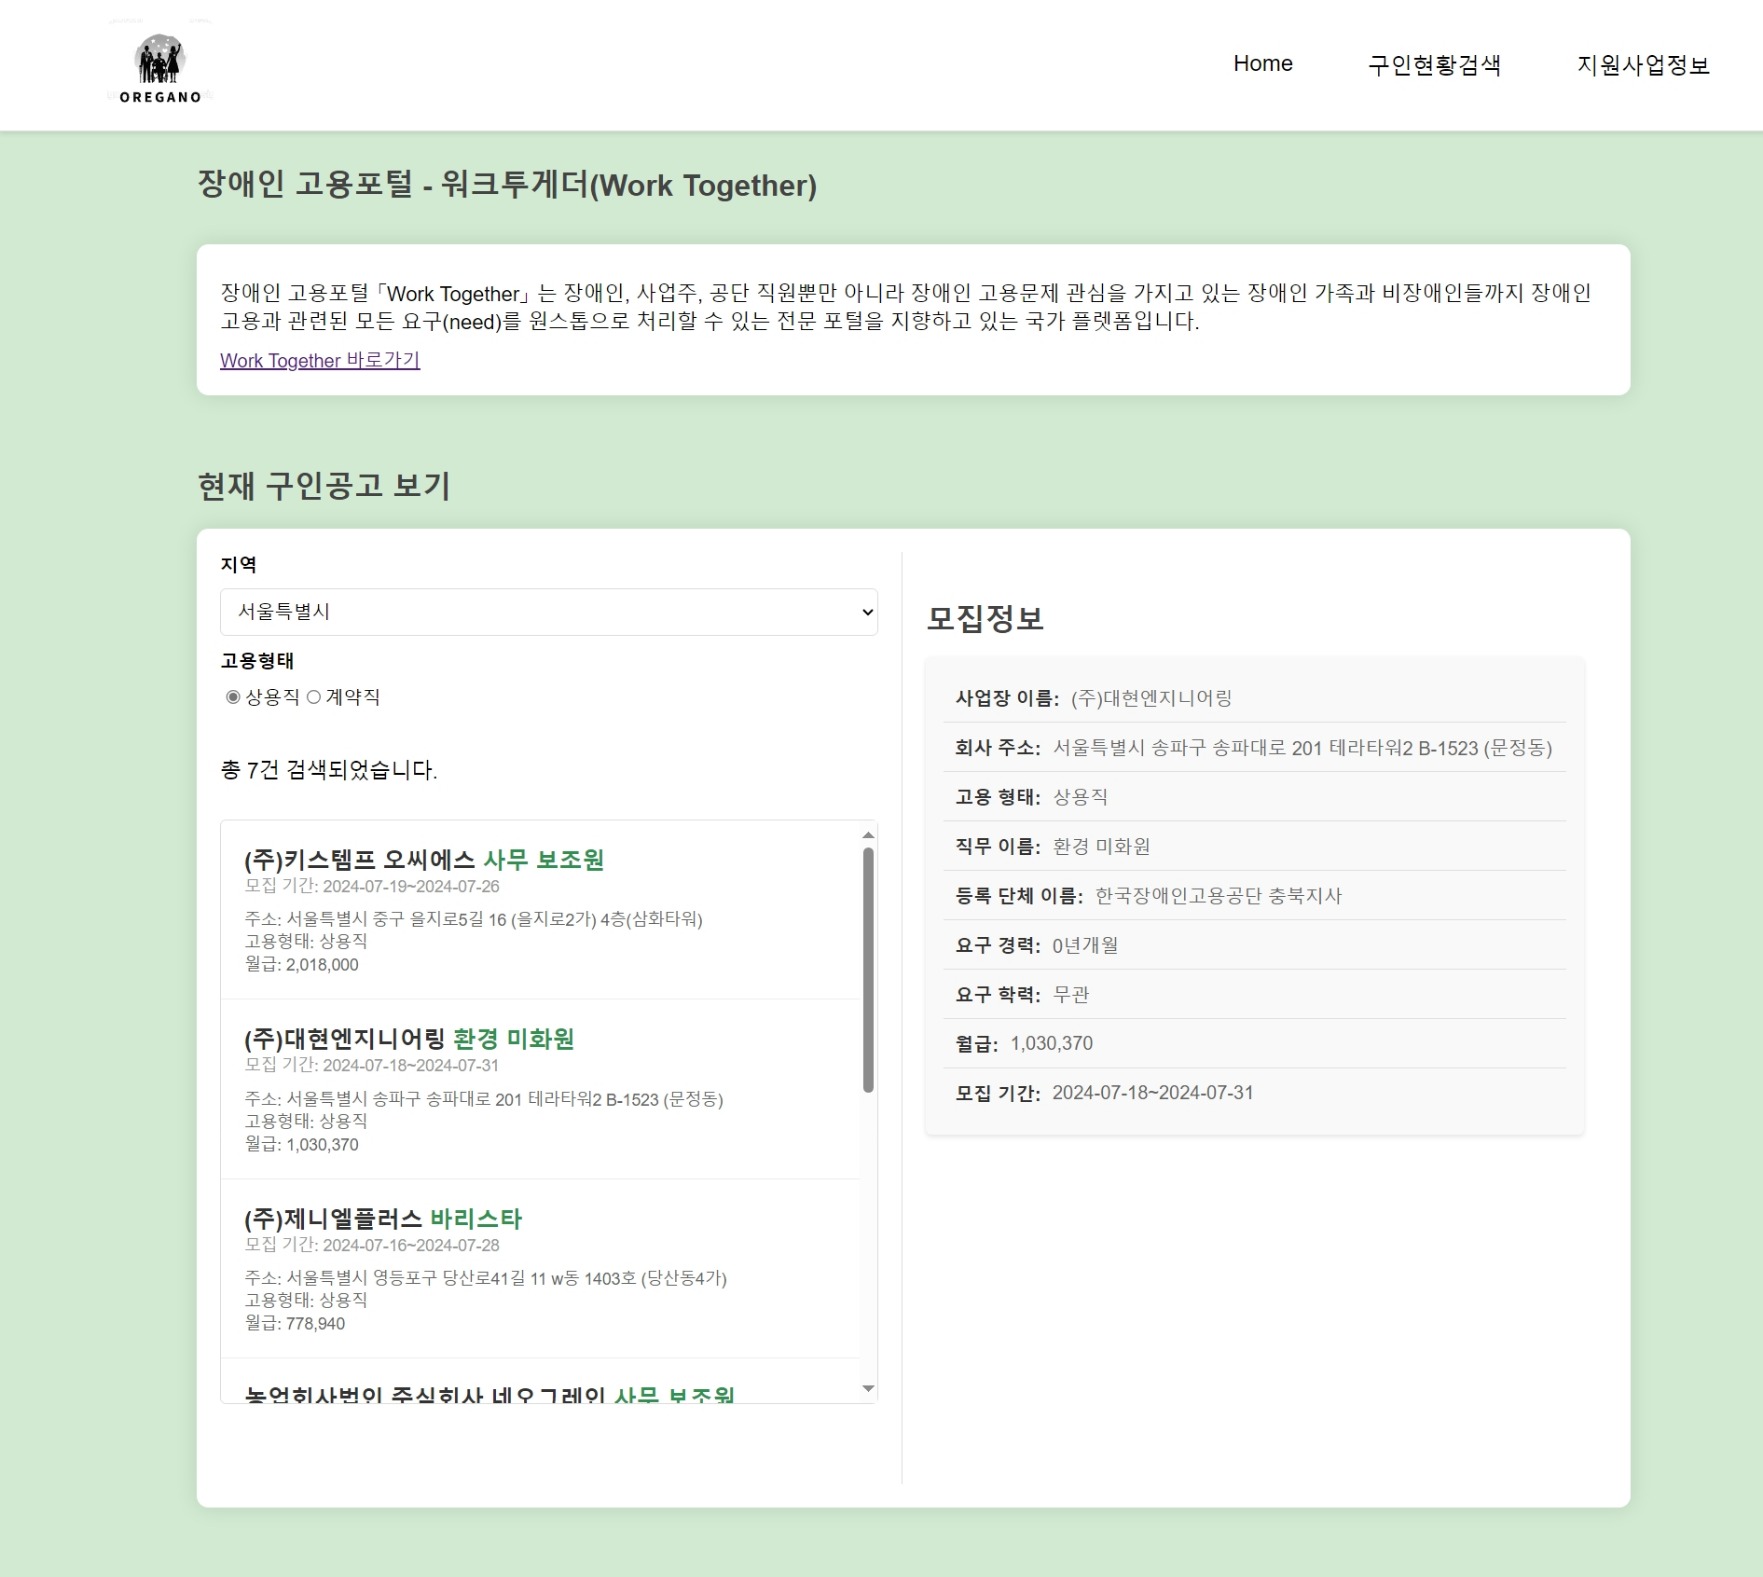 OREGANO
Home
구인현황검색
지원사업정보
장애인 고용포털 - 워크투게더(Work Together)
장애인 고용포털 「Work Together」 는 장애인, 사업주, 공단 직원뿐만 아니라 장애인 고용문제 관심을 가지고 있는 장애인 가족과 비장애인들까지 장애인
고용과 관련된 모든 요구(need)를 원스톱으로 처리할 수 있는 전문 포털을 지향하고 있는 국가 플렛폼입니다.
Work Together 바로가기
현재 구인공고 보기
지역
서울특별시
고용형태
상용직 계약직
총 7건 검색되었습니다.
(주)키스템프 오씨에스 사무 보조원
모집 기간: 2024-07-19~2024-07-26
주소: 서울특별시 중구 을지로5길 16 (을지로2가) 4층(삼화타워)
고용형태: 상용직
월급: 2,018,000
(주)대현엔지니어링 환경 미화원
모집 기간: 2024-07-18~2024-07-31
주소: 서울특별시 송파구 송파대로 201 테라타워2 B-1523 (문정동)
고용형태: 상용직
월급: 1,030,370
(주)제니엘플러스 바리스타
모집 기간: 2024-07-16~2024-07-28
주소: 서울특별시 영등포구 당산로41길 11 w동 1403호 (당산동4가)
고용형태: 상용직
월급: 778,940
농업회사법인 주식회사 네오그레인 사무 보조원
모집정보
사업장 이름: (주)대현엔지니어링
회사 주소: 서울특별시 송파구 송파대로 201 테라타워2 B-1523 (문정동)
고용 형태: 상용직
직무 이름: 환경 미화원
등록 단체 이름: 한국장애인고용공단 충북지사
요구 경력: 0년개월
요구 학력: 무관
월급: 1,030,370
모집 기간: 2024-07-18~2024-07-31